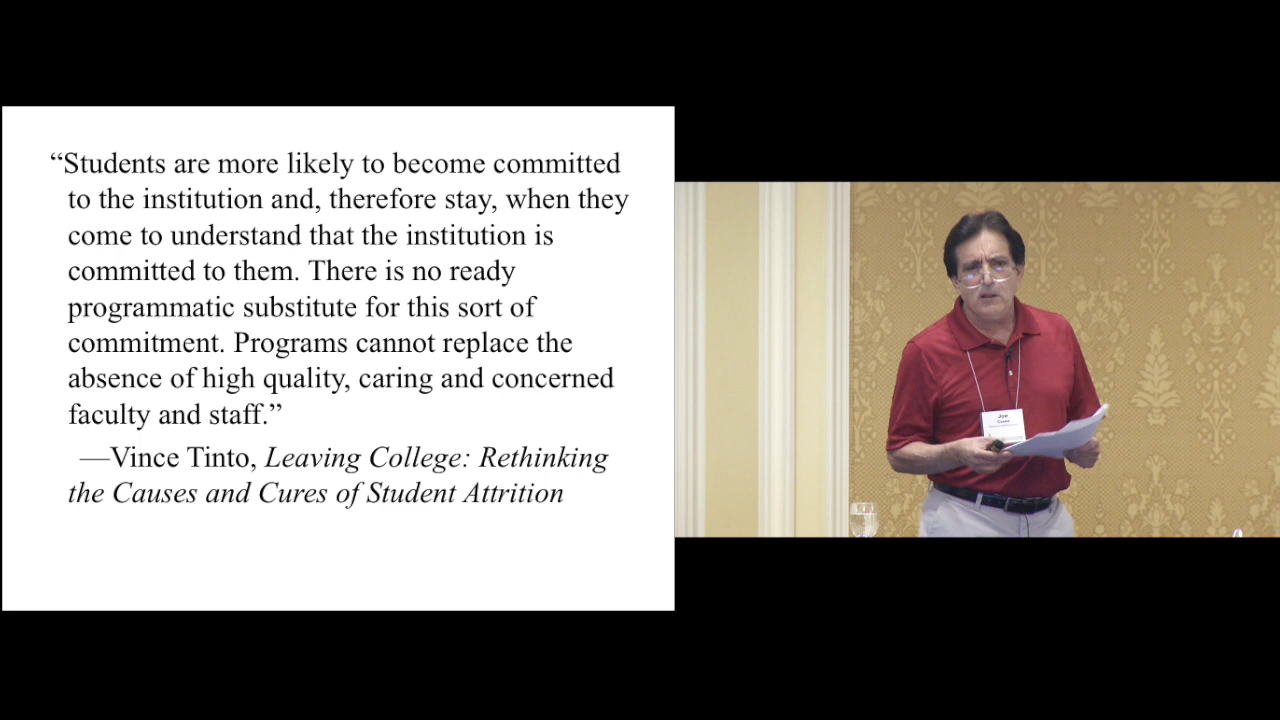 “Students are more likely to become committed
to the institution and, therefore stay, when they
come to understand that the institution is
committed to them. There is no ready
programmatic substitute for this sort of
commitment. Programs cannot replace the
absence of high quality, caring and concerned
faculty and staff.”
—Vince Tinto, Leaving College: Rethinking
the Causes and Cures of Student Attrition
Joe
Cuseo